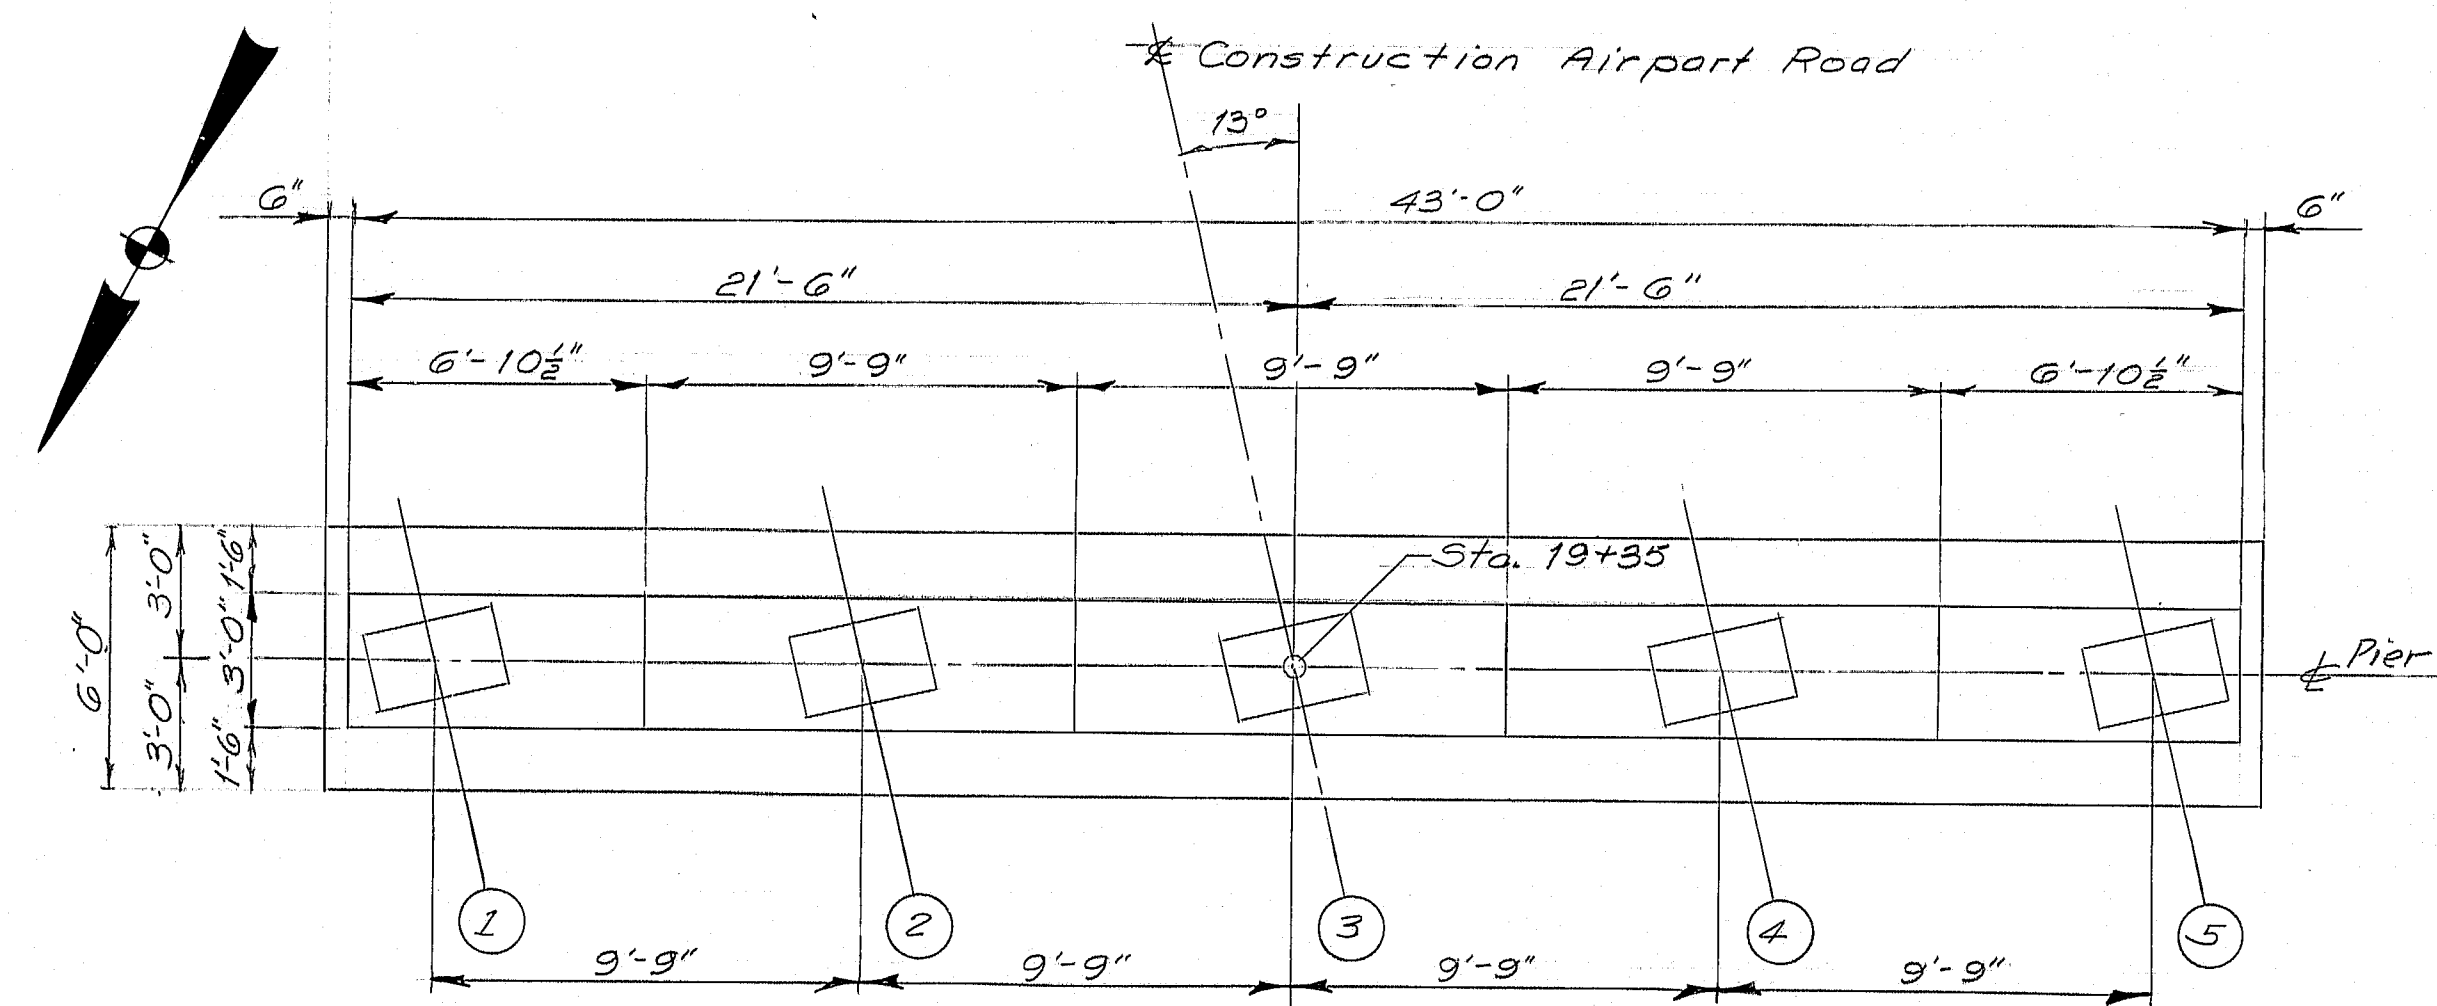 ℄ Construction Airport Road
13°
6" 43'-0" 6"
21'-6" 21'-6"
6'-10½" 9'-9" 9'-9" 9'-9" 6'-10½"
Sta. 19+35
6'-0"
3'-0" 3'-0"
1'-6" 3'-0" 1'-6"
℄ Pier
1 2 3 4 5
9'-9" 9'-9" 9'-9" 9'-9"